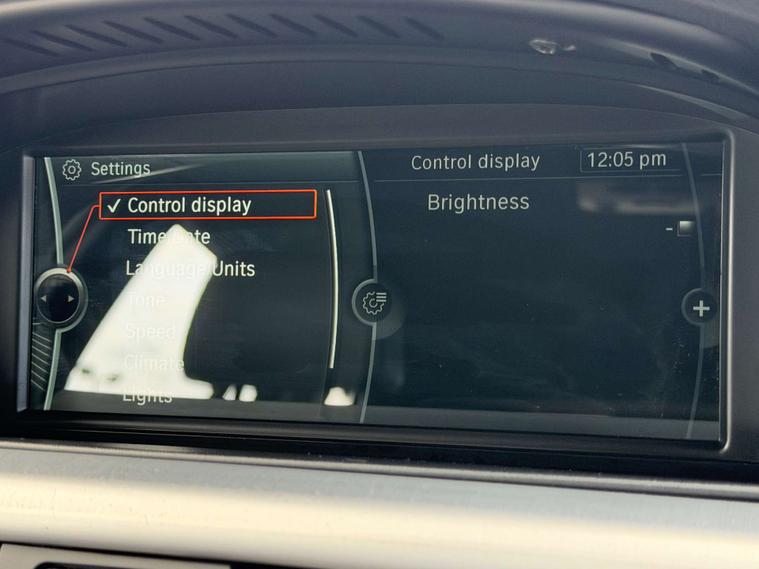 Settings
Control display
12:05 pm
✓ Control display
Time/Date
Language/Units
Tone
Speed
Climate
Lights
Brightness